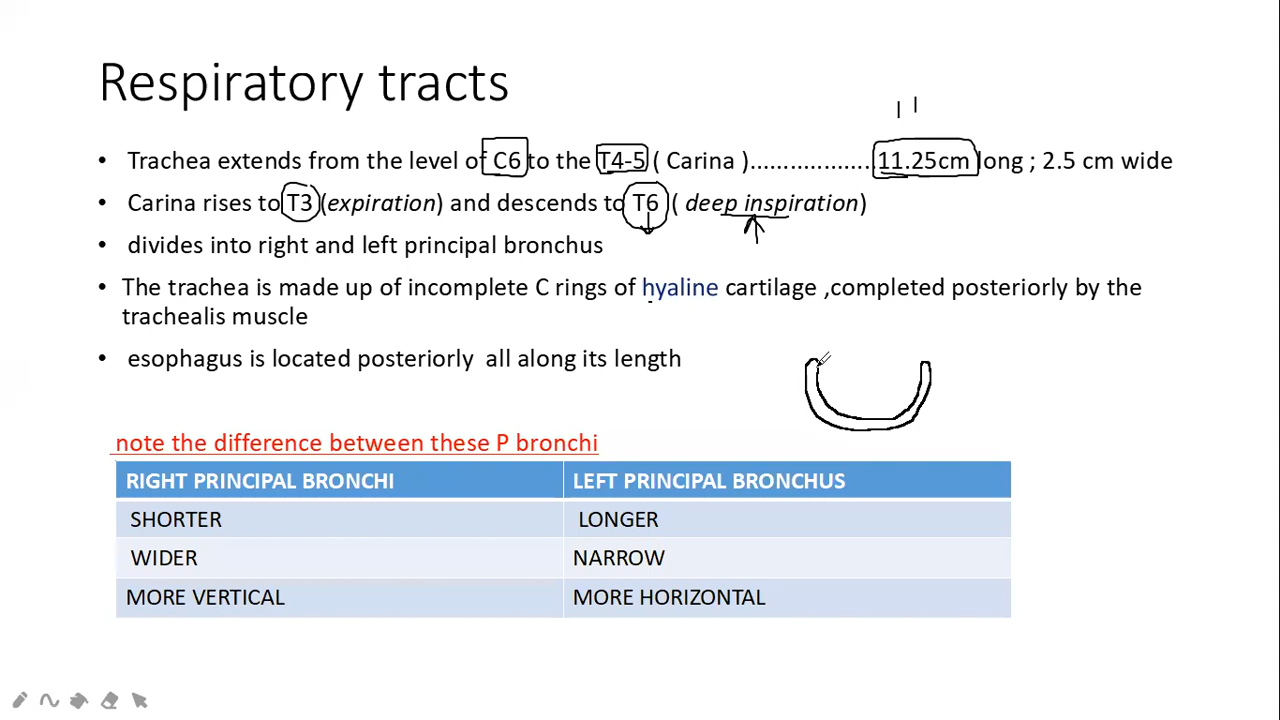 Respiratory tracts
• Trachea extends from the level of C6 to the T4-5 ( Carina )...................11.25cm long ; 2.5 cm wide
• Carina rises to T3 (expiration) and descends to T6 ( deep inspiration)
• divides into right and left principal bronchus
• The trachea is made up of incomplete C rings of hyaline cartilage ,completed posteriorly by the
trachealis muscle
• esophagus is located posteriorly all along its length
note the difference between these P bronchi
RIGHT PRINCIPAL BRONCHI LEFT PRINCIPAL BRONCHUS
SHORTER LONGER
WIDER NARROW
MORE VERTICAL MORE HORIZONTAL